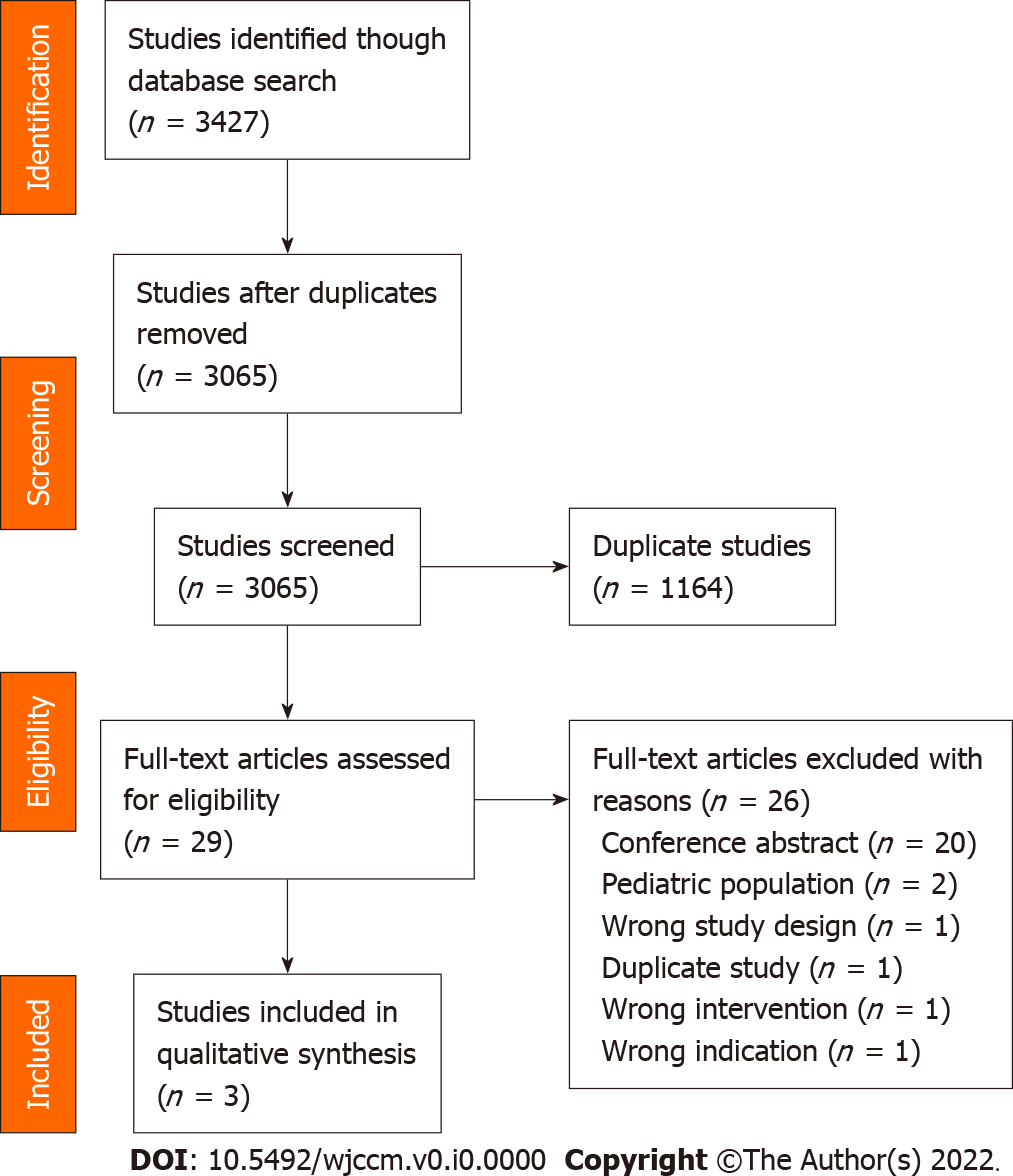 Identification
Studies identified though
database search
(n = 3427)
Studies after duplicates
removed
(n = 3065)
Screening
Studies screened
(n = 3065)
Duplicate studies
(n = 1164)
Eligibility
Full-text articles assessed
for eligibility
(n = 29)
Full-text articles excluded with
reasons (n = 26)
Conference abstract (n = 20)
Pediatric population (n = 2)
Wrong study design (n = 1)
Duplicate study (n = 1)
Wrong intervention (n = 1)
Wrong indication (n = 1)
Included
Studies included in
qualitative synthesis
(n = 3)
DOI: 10.5492/wjccm.v0.i0.0000 Copyright ©The Author(s) 2022.